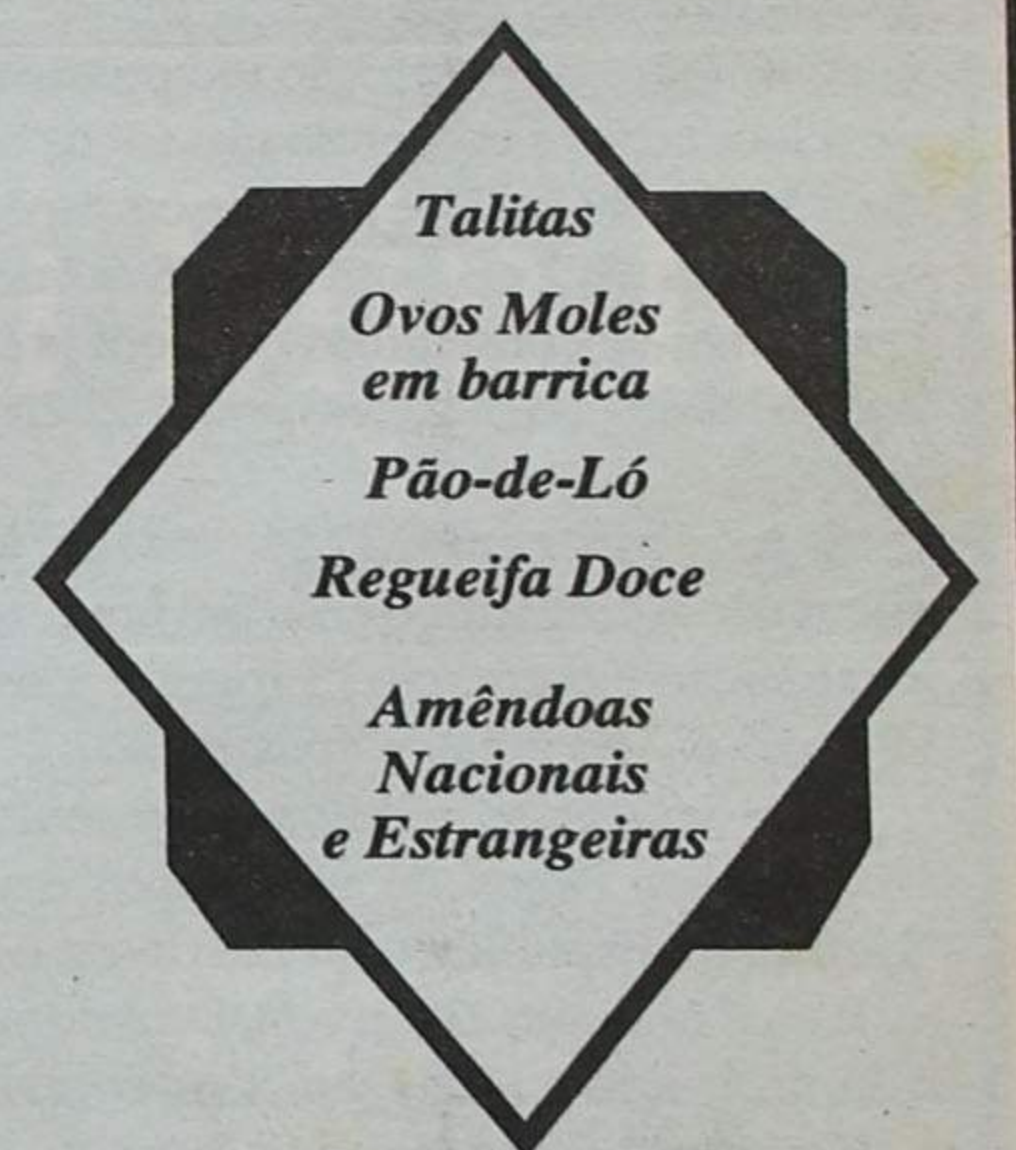 Talitas
Ovos Moles
em barrica
Pão-de-Ló
Regueifa Doce
Amêndoas
Nacionais
e Estrangeiras